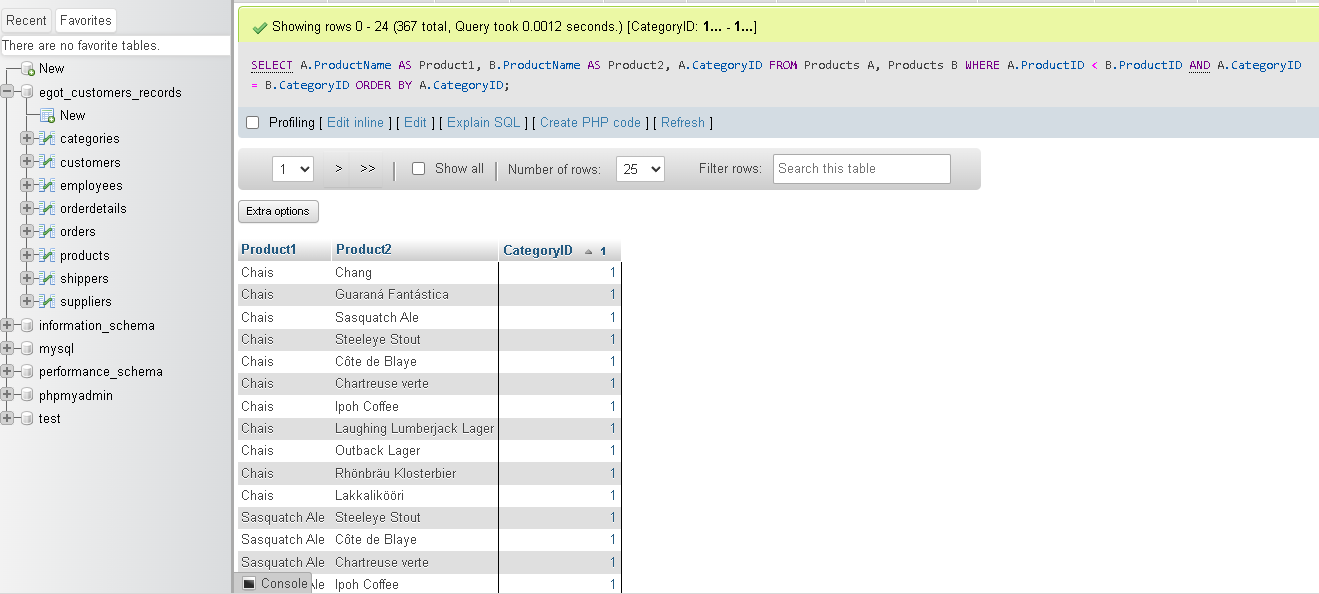 Recent Favorites
There are no favorite tables.
New
egot_customers_records
New
categories
customers
employees
orderdetails
orders
products
shippers
suppliers
information_schema
mysql
performance_schema
phpmyadmin
test
Showing rows 0 - 24 (367 total, Query took 0.0012 seconds.) [CategoryID: 1... - 1...]
SELECT A.ProductName AS Product1, B.ProductName AS Product2, A.CategoryID FROM Products A, Products B WHERE A.ProductID < B.ProductID AND A.CategoryID
= B.CategoryID ORDER BY A.CategoryID;
Profiling [ Edit inline ] [ Edit ] [ Explain SQL ] [ Create PHP code ] [ Refresh ]
1 > >> | Show all | Number of rows: 25 Filter rows: Search this table
Extra options
Product1 Product2 CategoryID 1
Chais Chang 1
Chais Guaraná Fantástica 1
Chais Sasquatch Ale 1
Chais Steeleye Stout 1
Chais Côte de Blaye 1
Chais Chartreuse verte 1
Chais Ipoh Coffee 1
Chais Laughing Lumberjack Lager 1
Chais Outback Lager 1
Chais Rhönbräu Klosterbier 1
Chais Lakkalikööri 1
Sasquatch Ale Steeleye Stout 1
Sasquatch Ale Côte de Blaye 1
Sasquatch Ale Chartreuse verte 1
Console Ale Ipoh Coffee 1